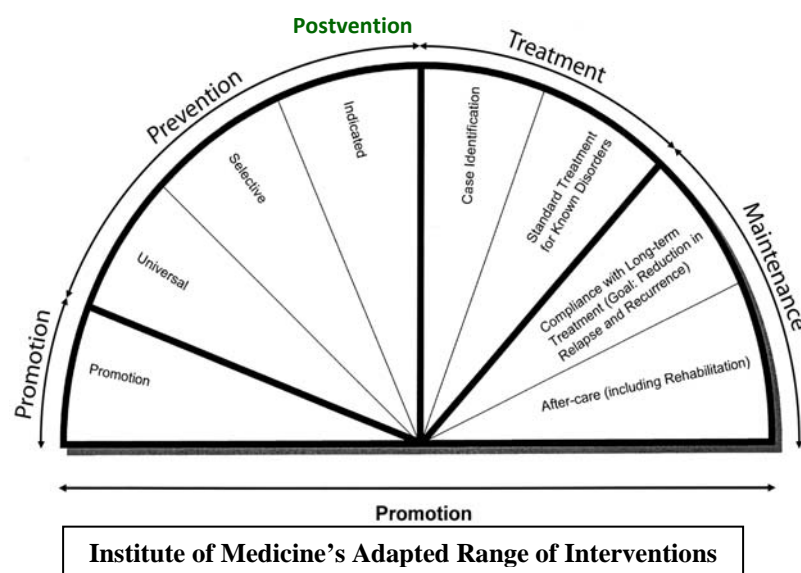 Postvention
Promotion
Prevention
Treatment
Maintenance
Promotion
Universal
Selective
Indicated
Case Identification
Standard Treatment
for Known Disorders
Compliance with Long-term
Treatment (Goal: Reduction in
Relapse and Recurrence)
After-care (including Rehabilitation)
Promotion
Institute of Medicine's Adapted Range of Interventions